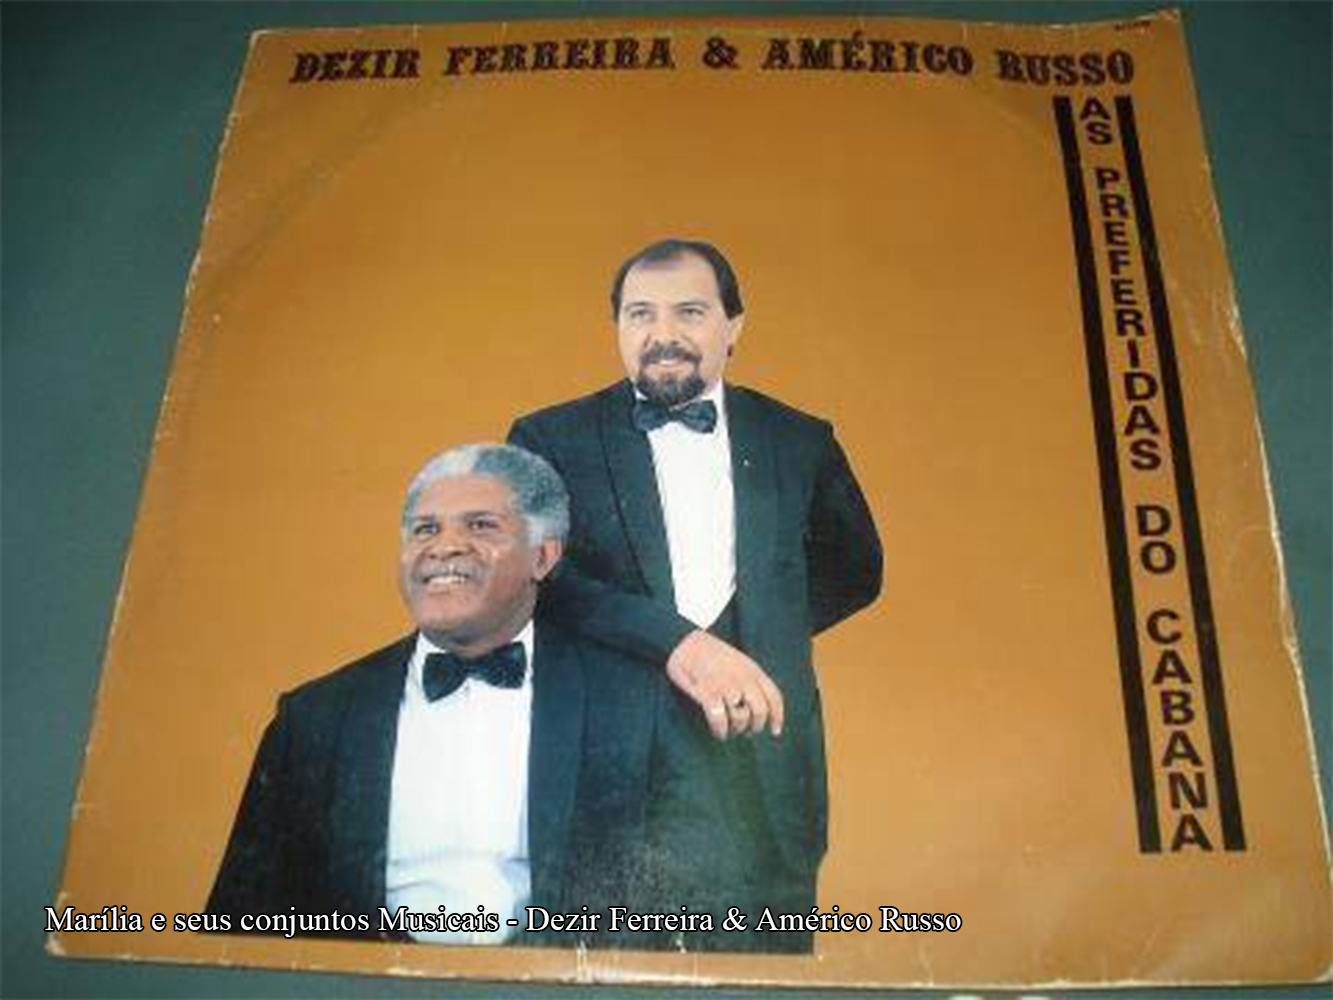 DEZIR FERREIRA & AMÉRICO RUSSO
AS PREFERIDAS DO CABANA
Marília e seus conjuntos Musicais - Dezir Ferreira & Américo Russo